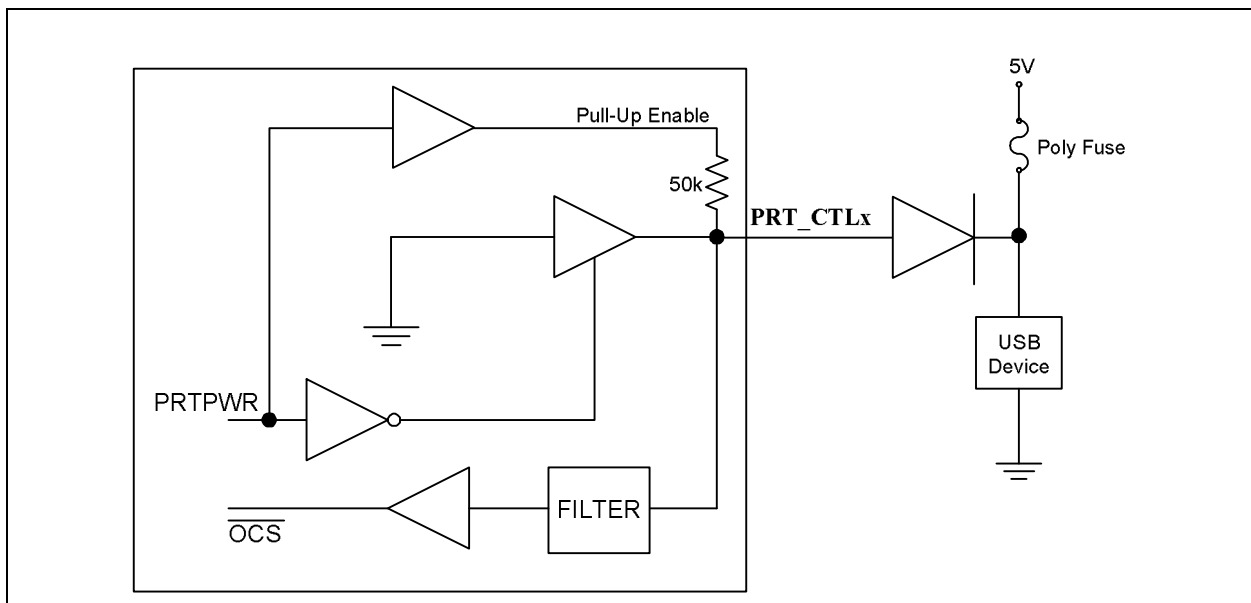 5V
Poly Fuse
Pull-Up Enable
50k
PRT_CTLx
USB
Device
PRTPWR
FILTER
OCS